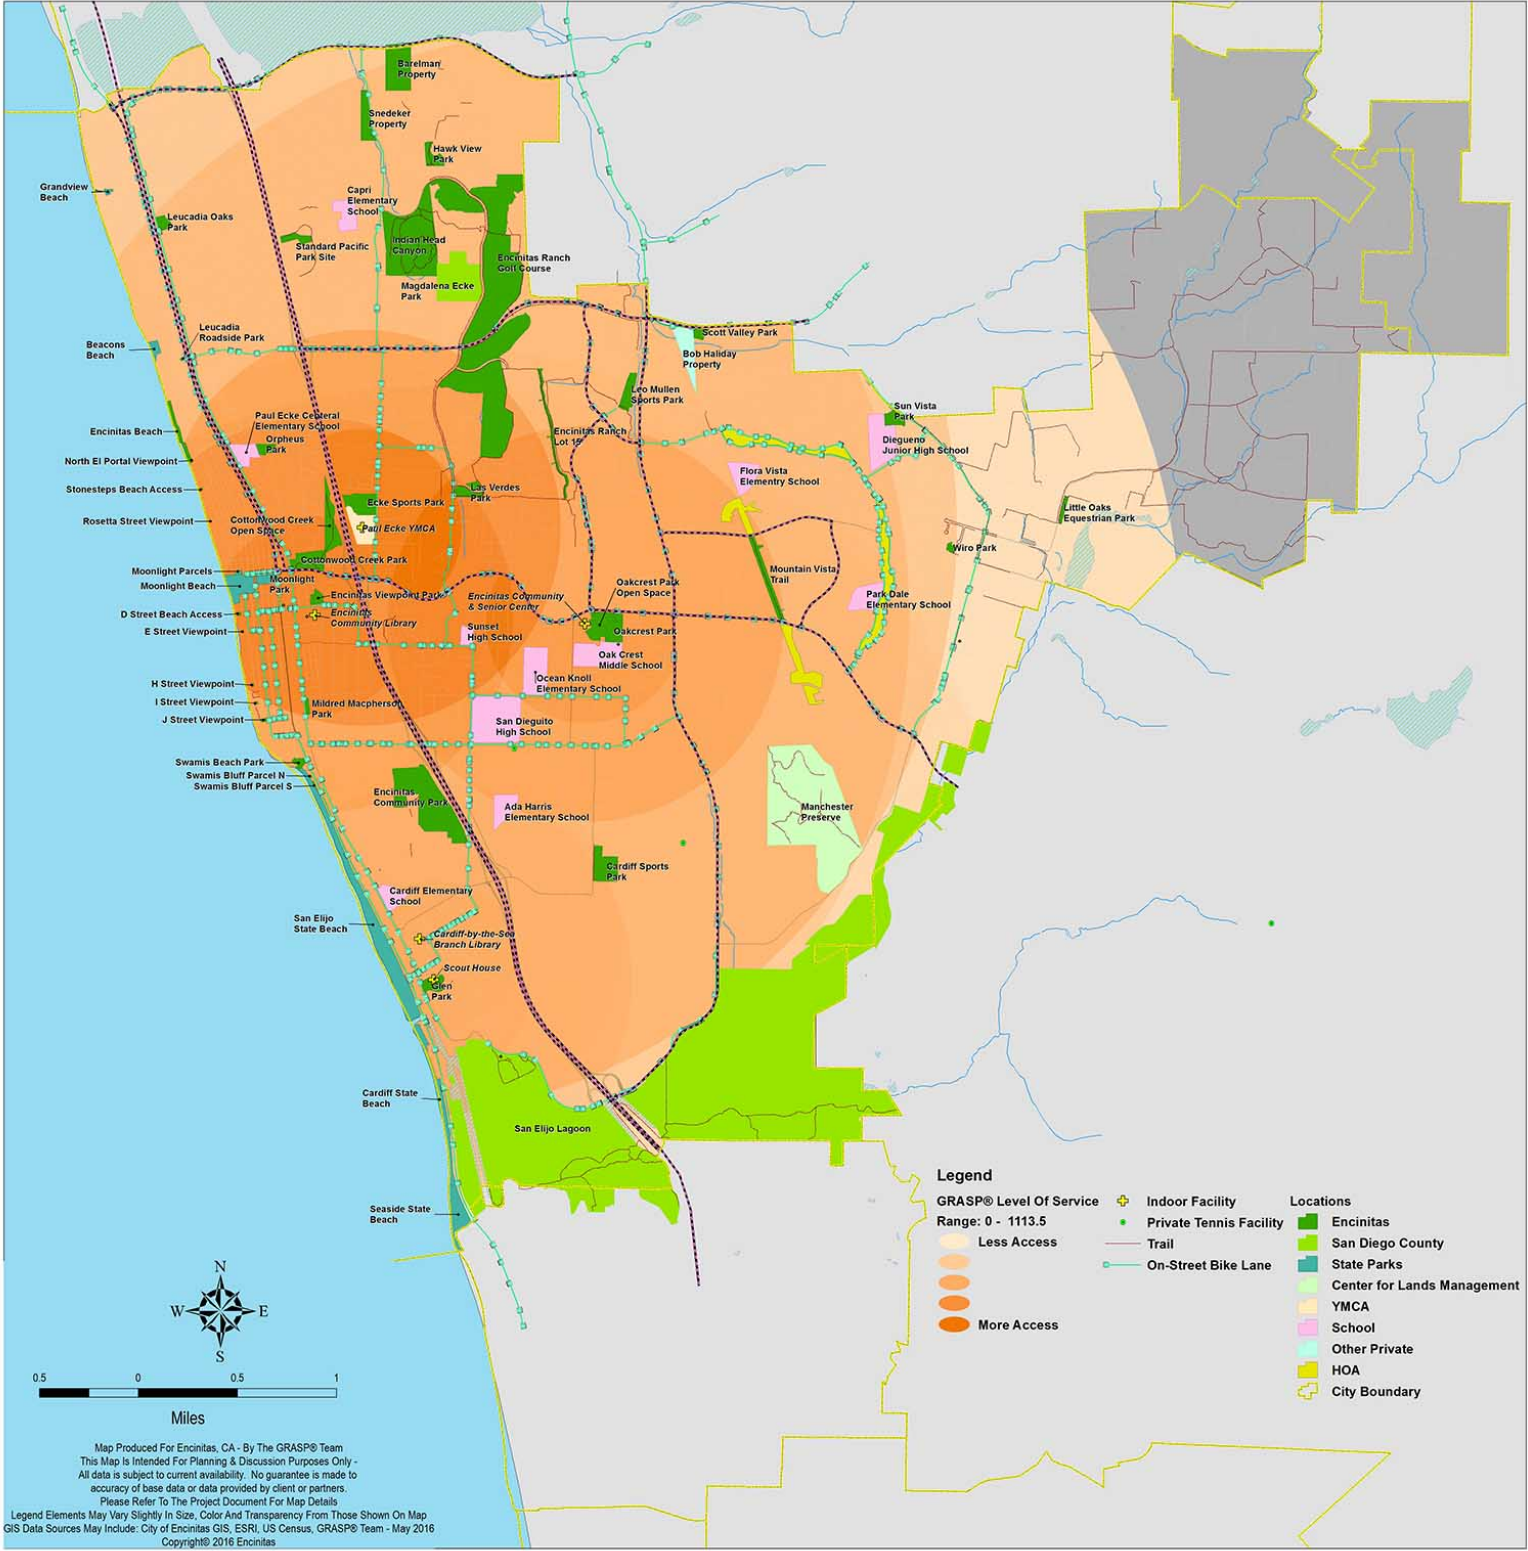 Barelman
Property
Snedeker
Property
Hawk View
Park
Grandview
Beach
Capri
Elementary
School
Leucadia Oaks
Park
Standard Pacific
Park Site
Indian Head
Canyon
Encinitas Ranch
Golf Course
Magdalena Ecke
Park
Leucadia
Roadside Park
Scott Valley Park
Beacons
Beach
Bob Haliday
Property
Leo Mullen
Sports Park
Sun Vista
Park
Paul Ecke Centeral
Elementary School
Orpheus
Park
Encinitas Beach
Encinitas Ranch
Lot 15
Diegueno
Junior High School
North El Portal Viewpoint
Flora Vista
Elementry School
Stonesteps Beach Access
Las Verdes
Park
Ecke Sports Park
Little Oaks
Equestrian Park
Rosetta Street Viewpoint
Cottonwood Creek
Open Space
Paul Ecke YMCA
Wiro Park
Cottonwood Creek Park
Moonlight Parcels
Moonlight Beach
Moonlight
Park
Mountain Vista
Trail
Oakcrest Park
Open Space
Encinitas Viewpoint Park
Encinitas Community
& Senior Center
Park Dale
Elementary School
D Street Beach Access
Encinitas
Community Library
E Street Viewpoint
Sunset
High School
Oakcrest Park
Oak Crest
Middle School
H Street Viewpoint
Ocean Knoll
Elementary School
I Street Viewpoint
Mildred Macpherson
Park
J Street Viewpoint
San Dieguito
High School
Swamis Beach Park
Swamis Bluff Parcel N
Swamis Bluff Parcel S
Encinitas
Community Park
Ada Harris
Elementary School
Manchester
Preserve
Cardiff Sports
Park
Cardiff Elementary
School
San Elijo
State Beach
Cardiff-by-the-Sea
Branch Library
Scout House
Glen
Park
Cardiff State
Beach
San Elijo Lagoon
Seaside State
Beach
Legend
GRASP® Level Of Service
Range: 0 - 1113.5
Less Access
More Access
Indoor Facility
Private Tennis Facility
Trail
On-Street Bike Lane
Locations
Encinitas
San Diego County
State Parks
Center for Lands Management
YMCA
School
Other Private
HOA
City Boundary
N
W E
S
0.5 0 0.5 1
Miles
Map Produced For Encinitas, CA - By The GRASP® Team
This Map Is Intended For Planning & Discussion Purposes Only -
All data is subject to current availability. No guarantee is made to
accuracy of base data or data provided by client or partners.
Please Refer To The Project Document For Map Details
Legend Elements May Vary Slightly In Size, Color And Transparency From Those Shown On Map
GIS Data Sources May Include: City of Encinitas GIS, ESRI, US Census, GRASP® Team - May 2016
Copyright© 2016 Encinitas